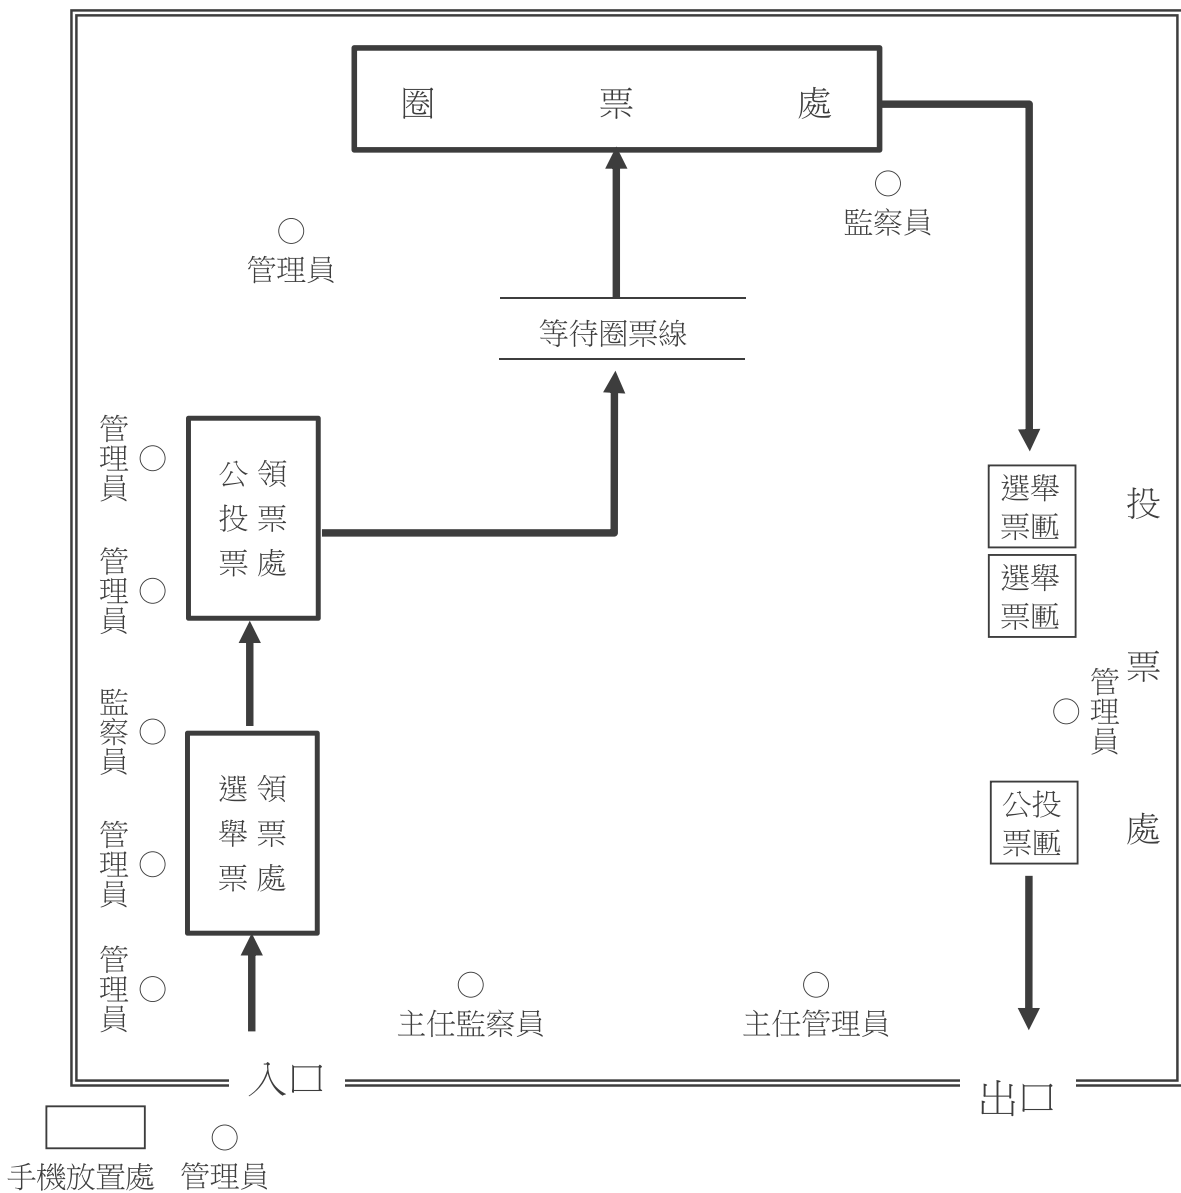 圈票處
監察員
管理員
等待圈票線
管理員
領票處
公投票
管理員
選舉
票匭
選舉
票匭
投票處
管理員
監察員
領票處
選舉票
管理員
公投
票匭
管理員
主任監察員
主任管理員
入口
出口
手機放置處
管理員